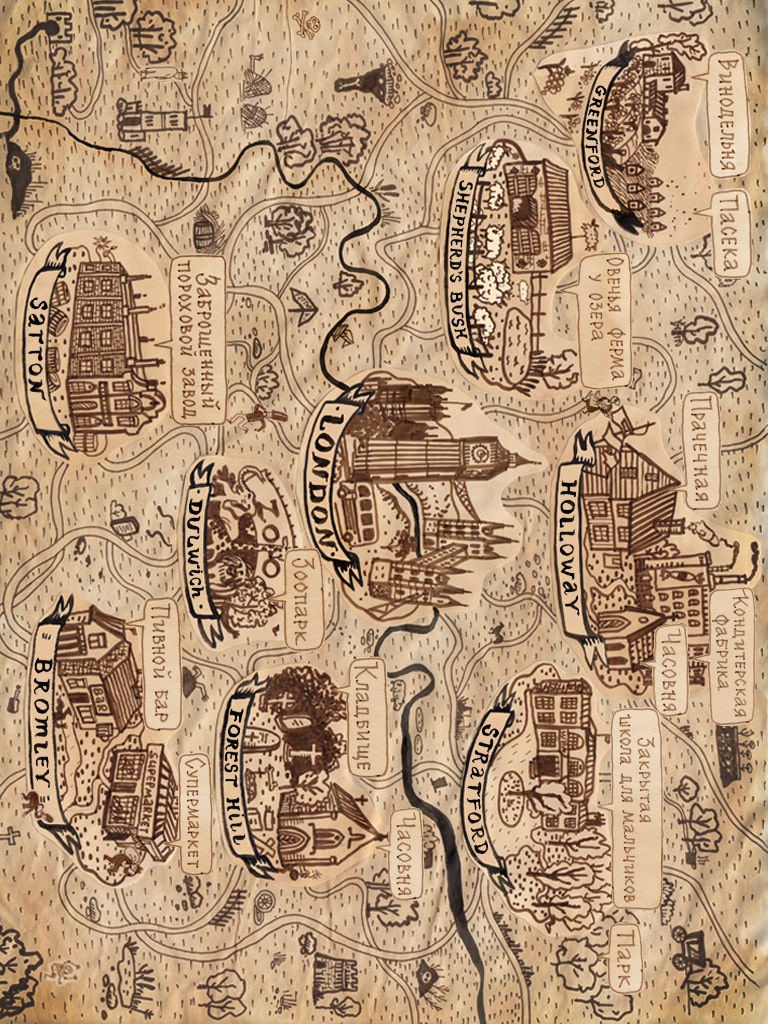 Винодельня
Пасека
GREENFORD
SHEPHERD'S BUSH
Овечья ферма
у озера
Прачечная
HOLLOWAY
Кондитерская
фабрика
Часовня
Закрытая
школа для мальчиков
Парк
STRATFORD
LONDON
Заброшенный
пороховой завод
SATTON
ZOO
Зоопарк
DULWICH
Кладбище
Часовня
FOREST HILL
Пивной бар
BAR
Супермаркет
SUPERMARKET
BROMLEY